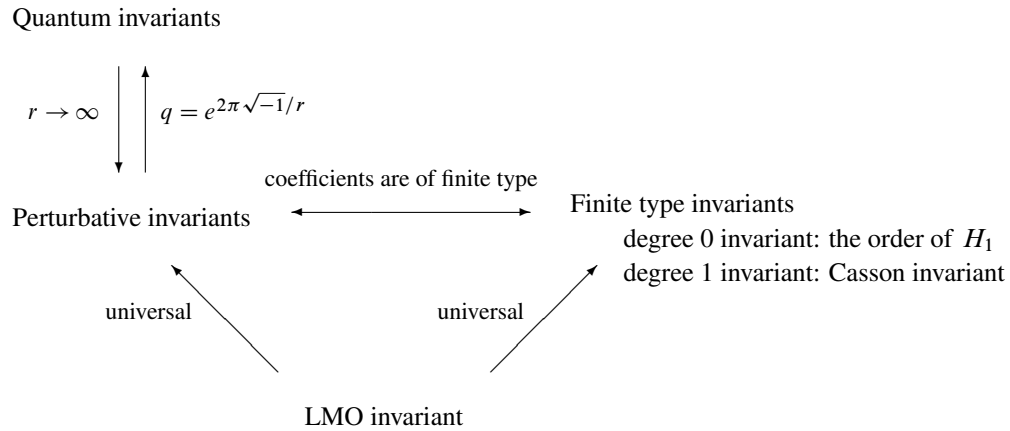 Quantum invariants
r → ∞
q = e^{2π√−1/r}
coefficients are of finite type
Perturbative invariants
Finite type invariants
degree 0 invariant: the order of H₁
degree 1 invariant: Casson invariant
universal
universal
LMO invariant